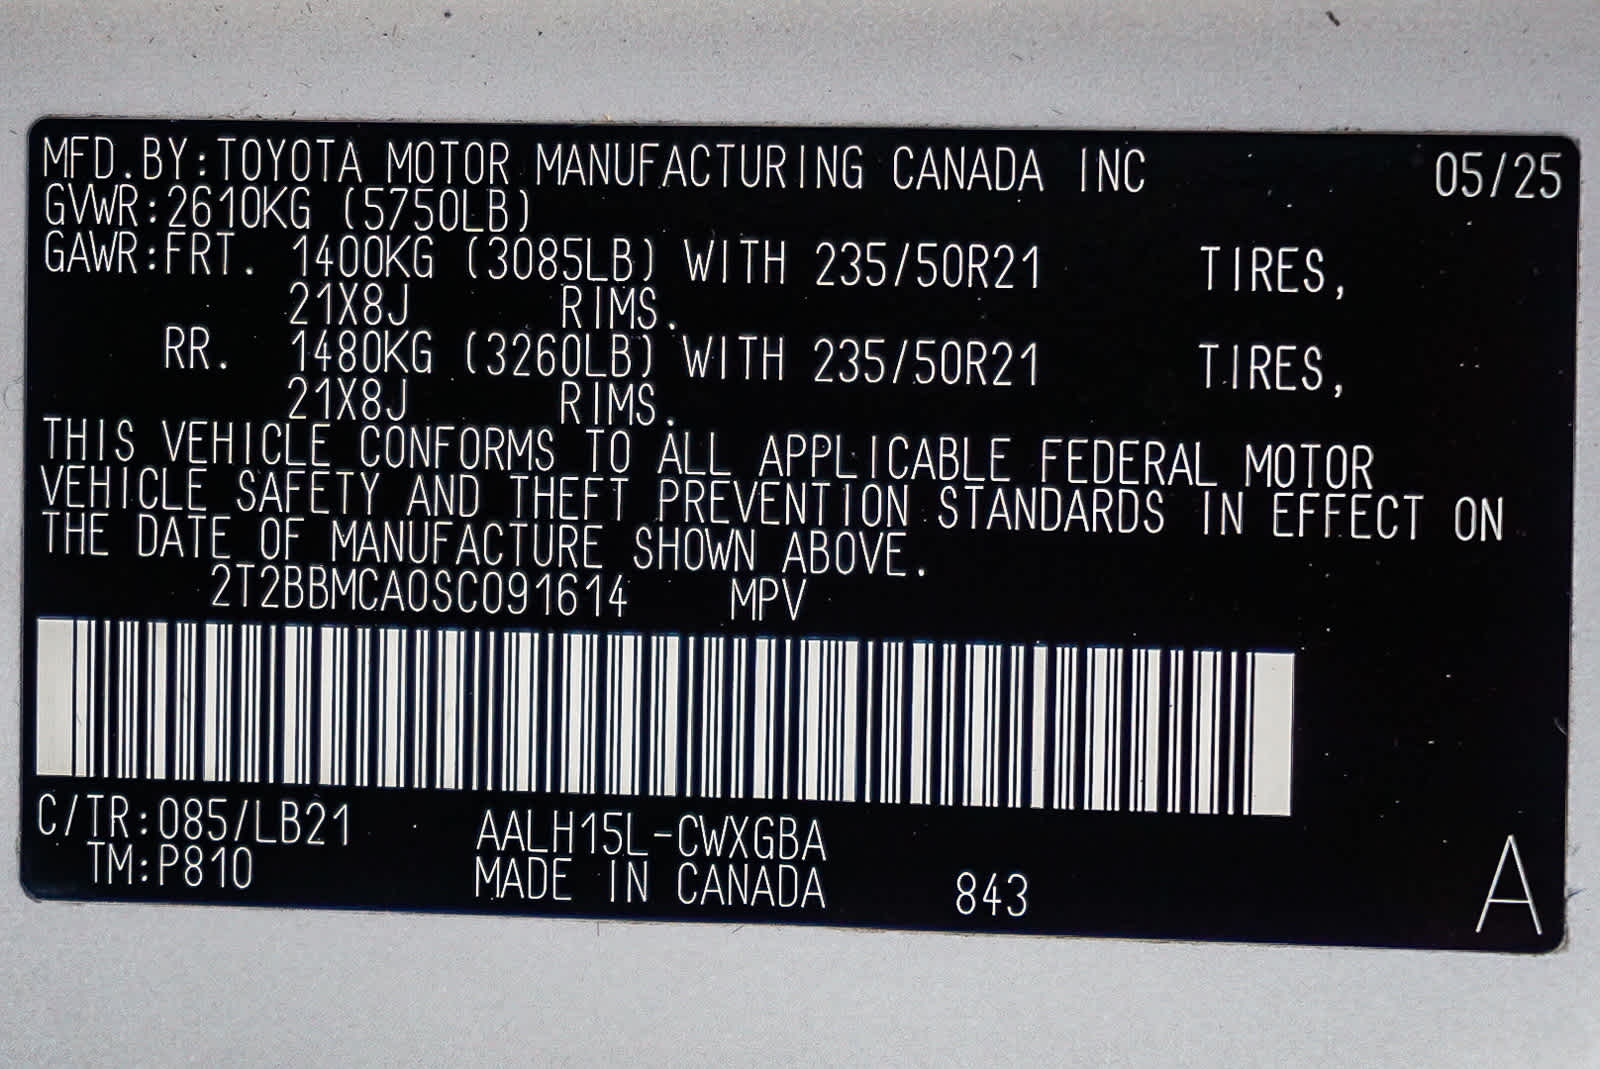 MFD.BY:TOYOTA MOTOR MANUFACTURING CANADA INC 05/25
GVWR:2610KG (5750LB)
GAWR:FRT. 1400KG (3085LB) WITH 235/50R21 TIRES,
21X8J RIMS.
RR. 1480KG (3260LB) WITH 235/50R21 TIRES,
21X8J RIMS.
THIS VEHICLE CONFORMS TO ALL APPLICABLE FEDERAL MOTOR
VEHICLE SAFETY AND THEFT PREVENTION STANDARDS IN EFFECT ON
THE DATE OF MANUFACTURE SHOWN ABOVE.
2T2BBMCA0SC091614 MPV
C/TR:085/LB21 AALH15L-CWXGBA
TM:P810 MADE IN CANADA 843 A